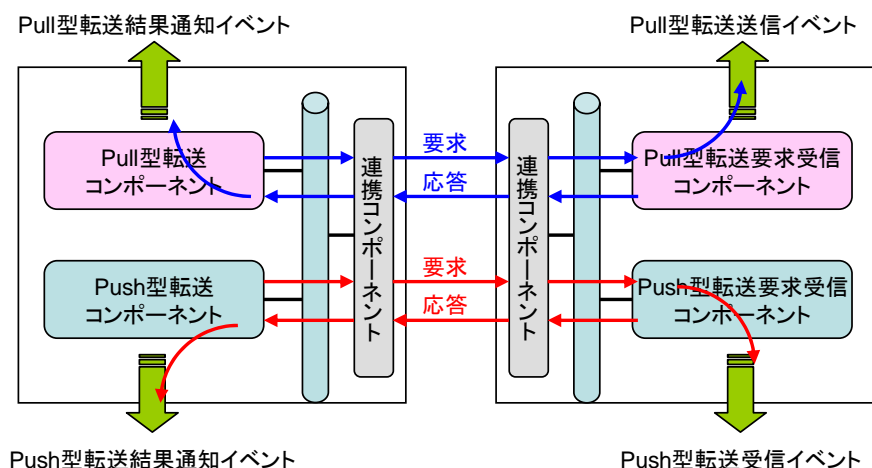 Pull型転送結果通知イベント
Pull型転送送信イベント
Pull型転送
コンポーネント
連携コンポーネント
要求
応答
連携コンポーネント
Pull型転送要求受信
コンポーネント
Push型転送
コンポーネント
要求
応答
Push型転送要求受信
コンポーネント
Push型転送結果通知イベント
Push型転送受信イベント